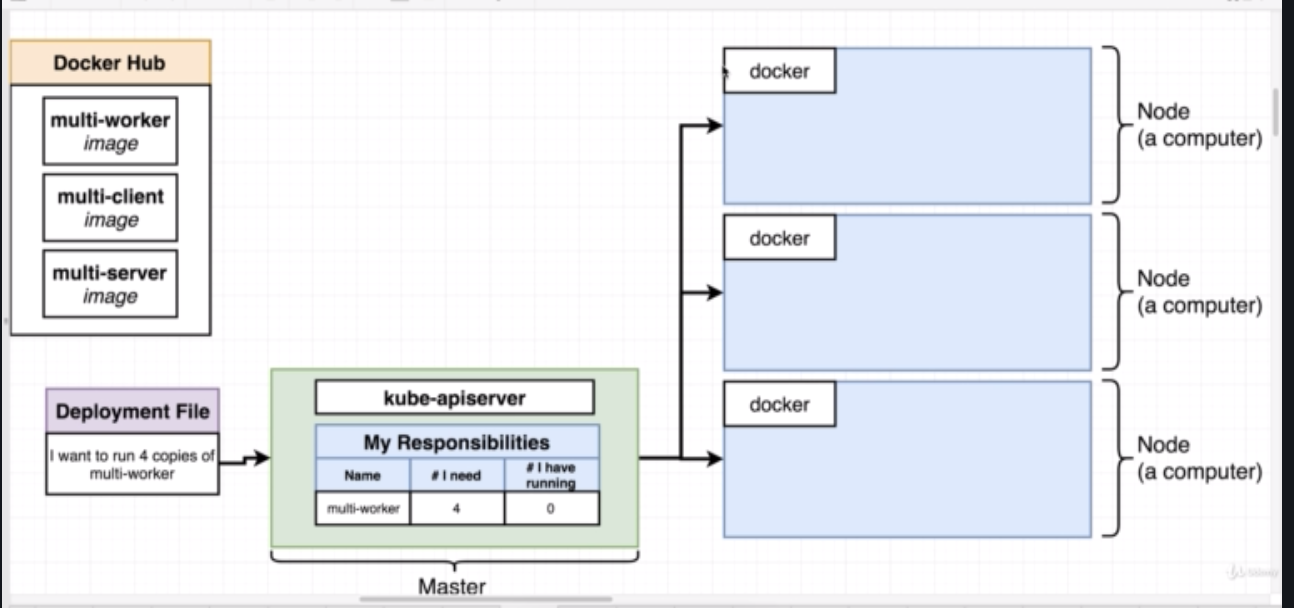 Docker Hub
multi-worker
image
multi-client
image
multi-server
image
Deployment File
I want to run 4 copies of
multi-worker
kube-apiserver
My Responsibilities
Name
# I need
# I have
running
multi-worker
4
0
Master
docker
Node
(a computer)
docker
Node
(a computer)
docker
Node
(a computer)